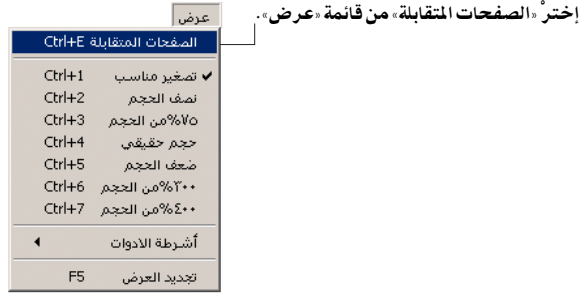 إخترْ «الصفحات المتقابلة» من قائمة «عرض».
عرض
الصفحات المتقابلة Ctrl+E
تصغير مناسب Ctrl+1
نصف الحجم Ctrl+2
٧٥%من الحجم Ctrl+3
حجم حقيقي Ctrl+4
ضعف الحجم Ctrl+5
٣٠٠%من الحجم Ctrl+6
٤٠٠%من الحجم Ctrl+7
أشرطة الادوات
تجديد العرض F5